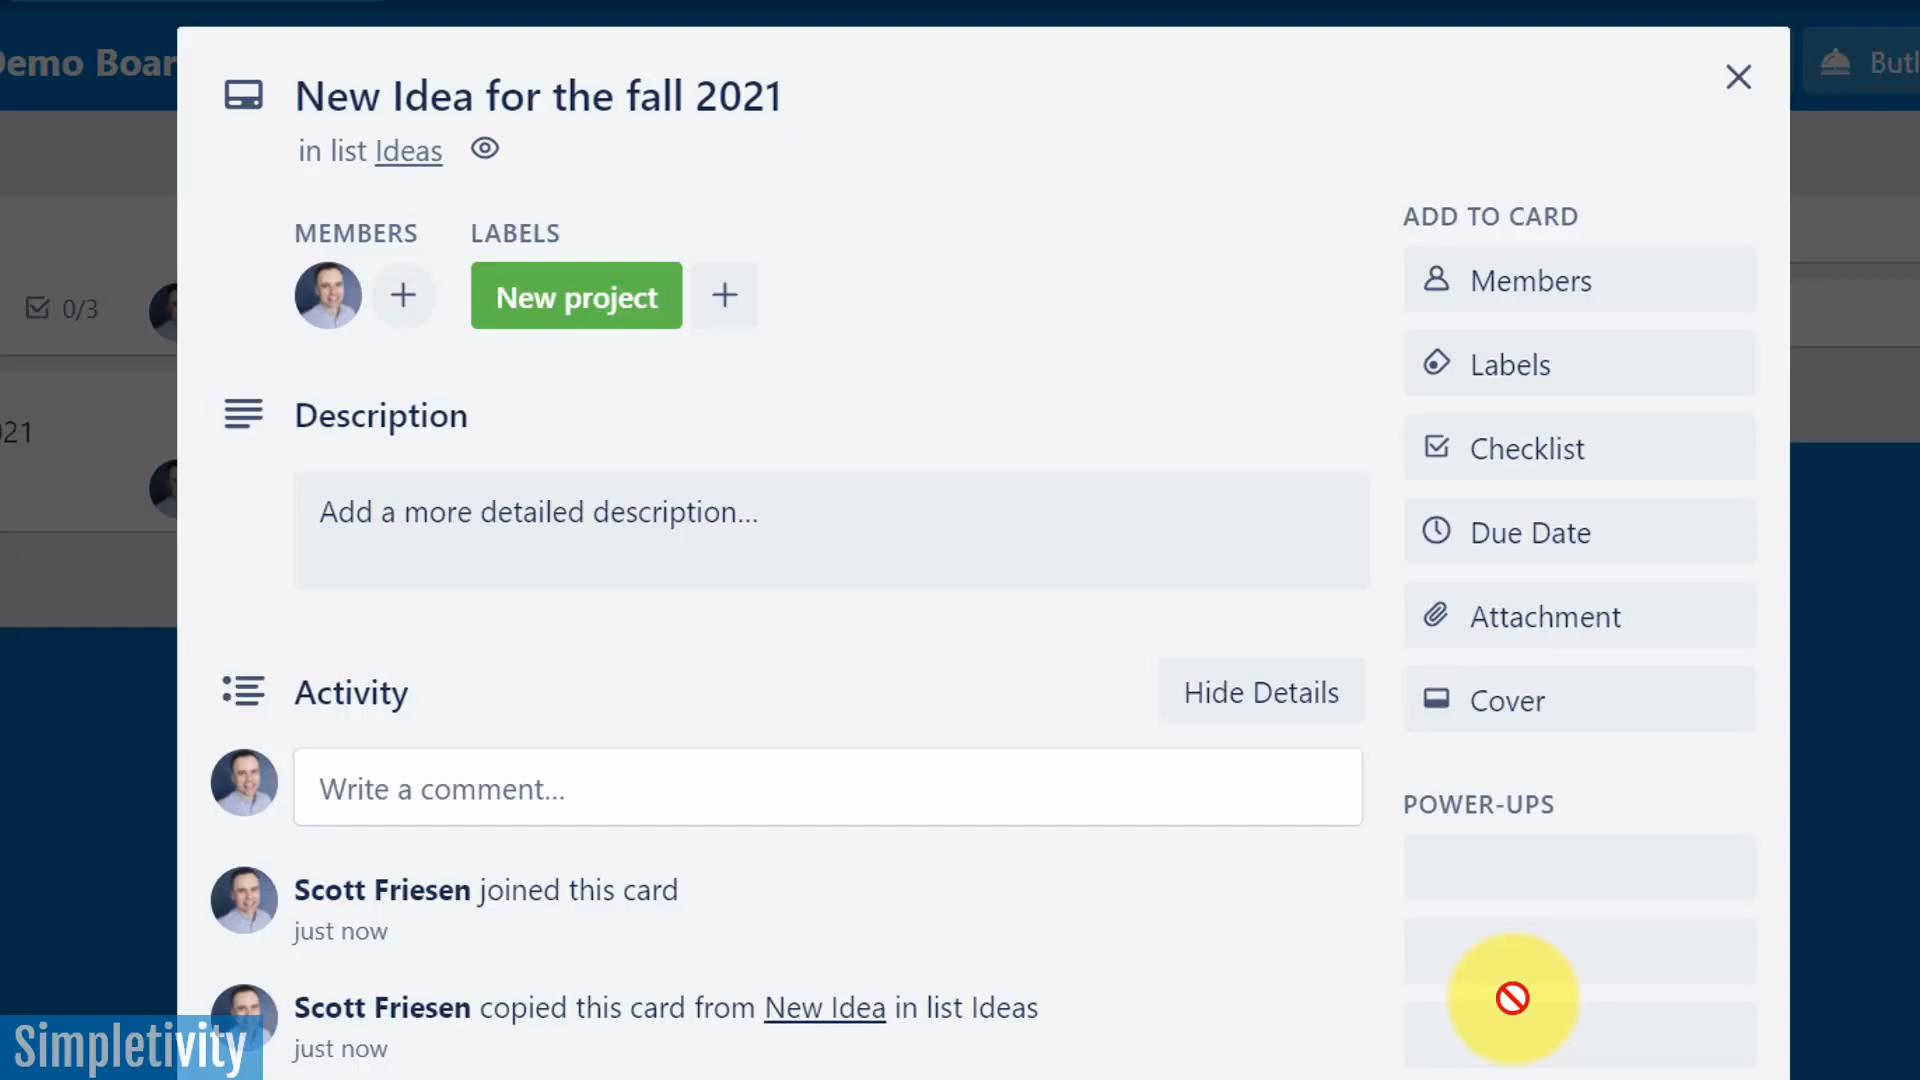 Demo Boar
Butl
New Idea for the fall 2021
in list Ideas
MEMBERS
LABELS
New project
0/3
021
Description
Add a more detailed description...
Activity
Hide Details
Write a comment...
Scott Friesen joined this card
just now
Scott Friesen copied this card from New Idea in list Ideas
just now
ADD TO CARD
Members
Labels
Checklist
Due Date
Attachment
Cover
POWER-UPS
Simpletivity